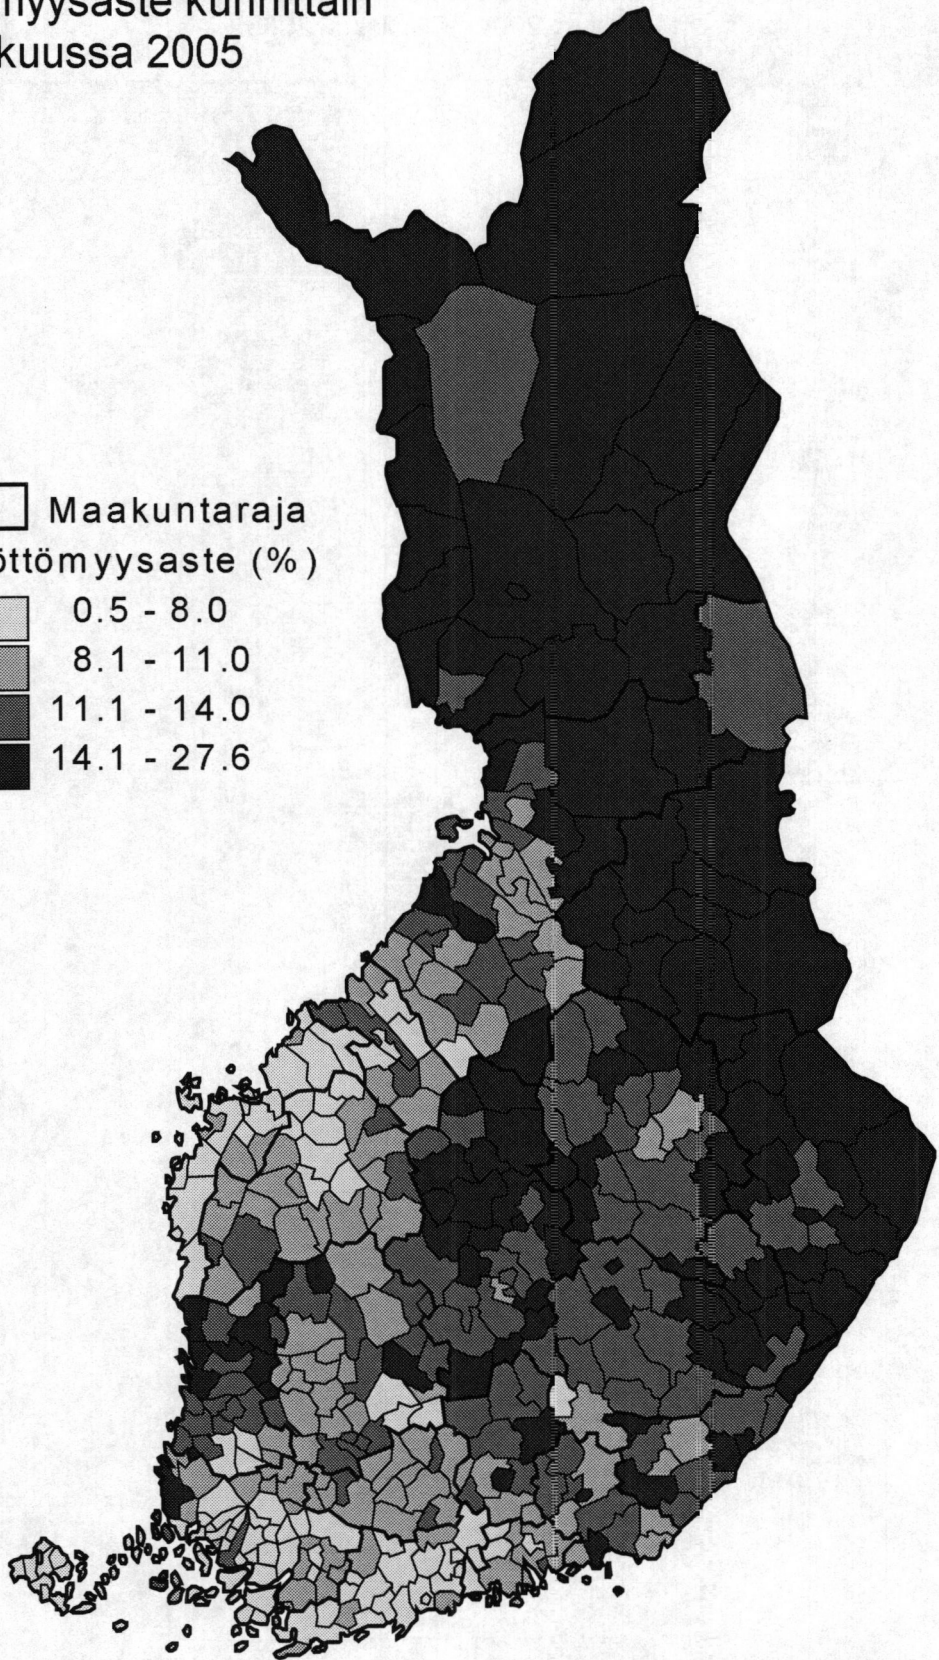 kunnittain
kuussa 2005
Maakuntaraja
(%)
0.5 - 8.0
8.1 - 11.0
11.1 - 14.0
14.1 - 27.6